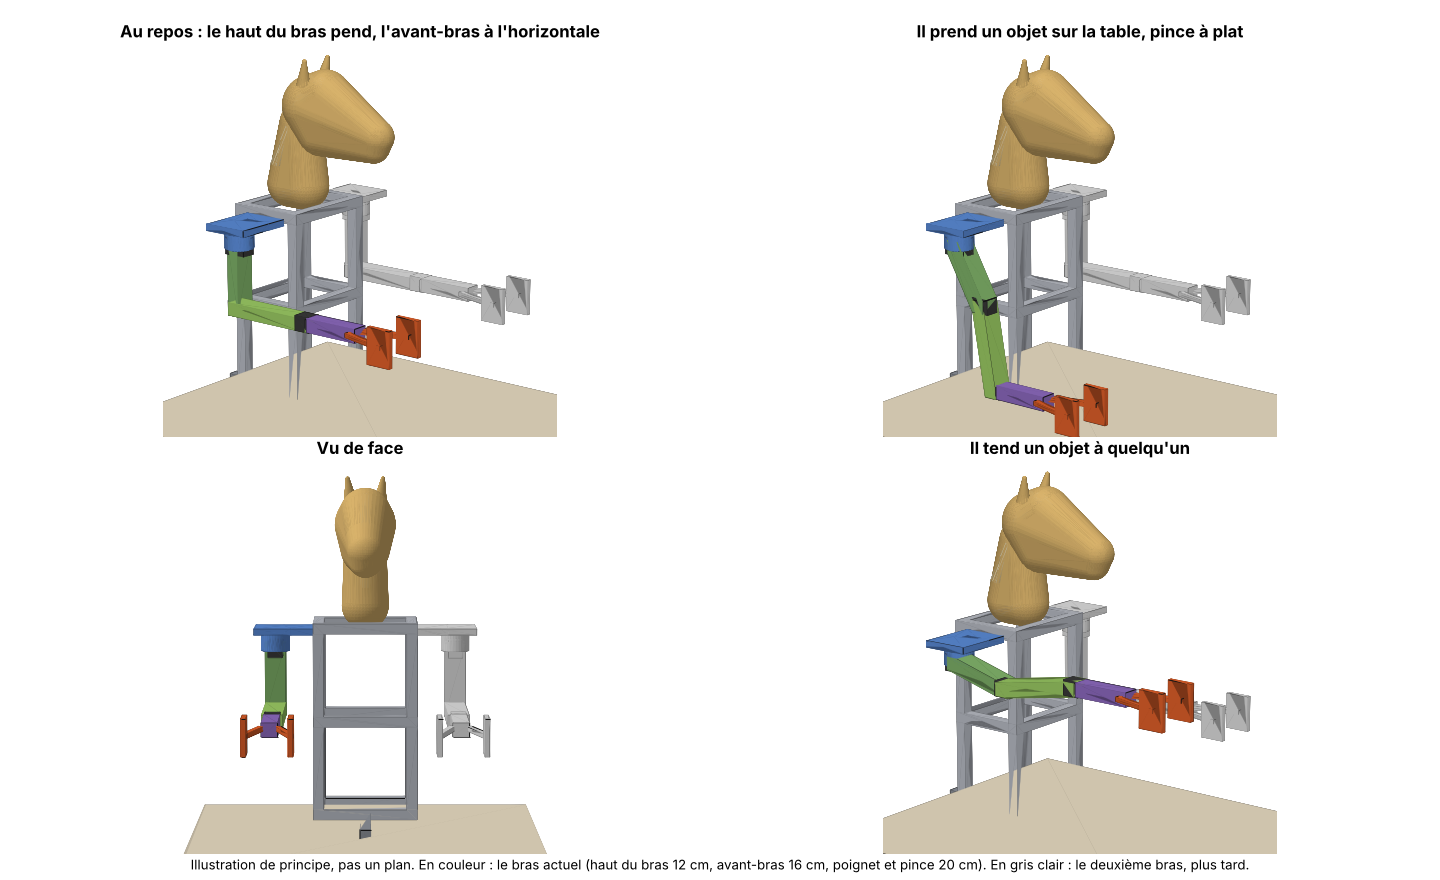 Au repos : le haut du bras pend, l'avant-bras à l'horizontale
Il prend un objet sur la table, pince à plat
Vu de face
Il tend un objet à quelqu'un
Illustration de principe, pas un plan. En couleur : le bras actuel (haut du bras 12 cm, avant-bras 16 cm, poignet et pince 20 cm). En gris clair : le deuxième bras, plus tard.